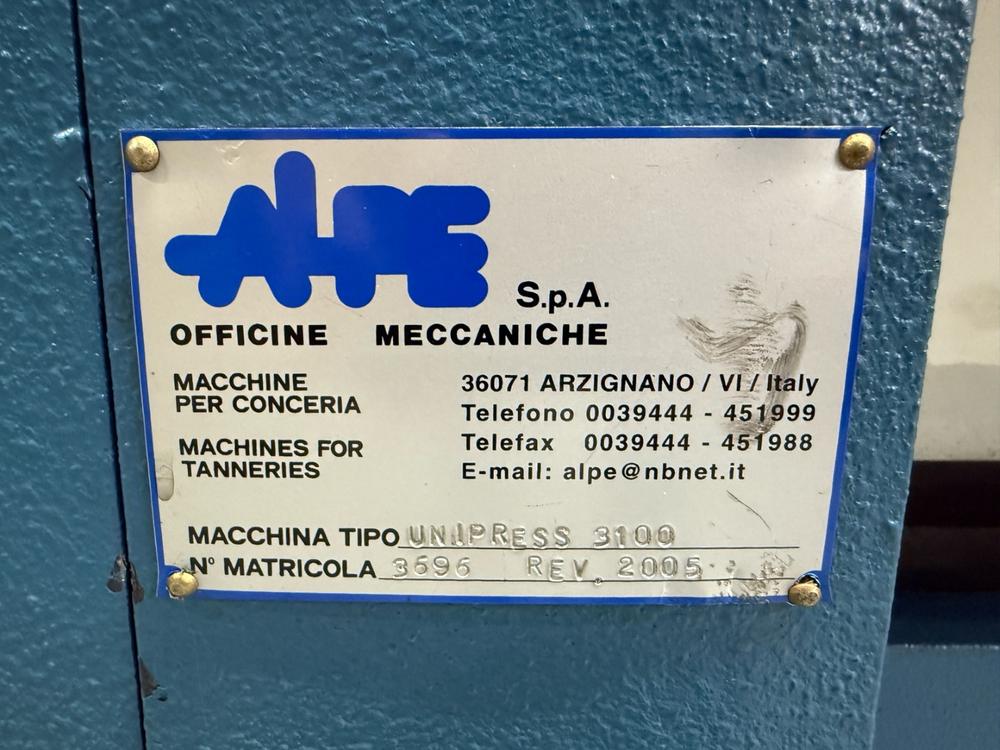 ALPE
S.p.A.
OFFICINE MECCANICHE
MACCHINE
PER CONCERIA
MACHINES FOR
TANNERIES
36071 ARZIGNANO / VI / Italy
Telefono 0039444 - 451999
Telefax 0039444 - 451988
E-mail: alpe@nbnet.it
MACCHINA TIPO UNIPRESS 3100
N° MATRICOLA 3696 REV. 2005